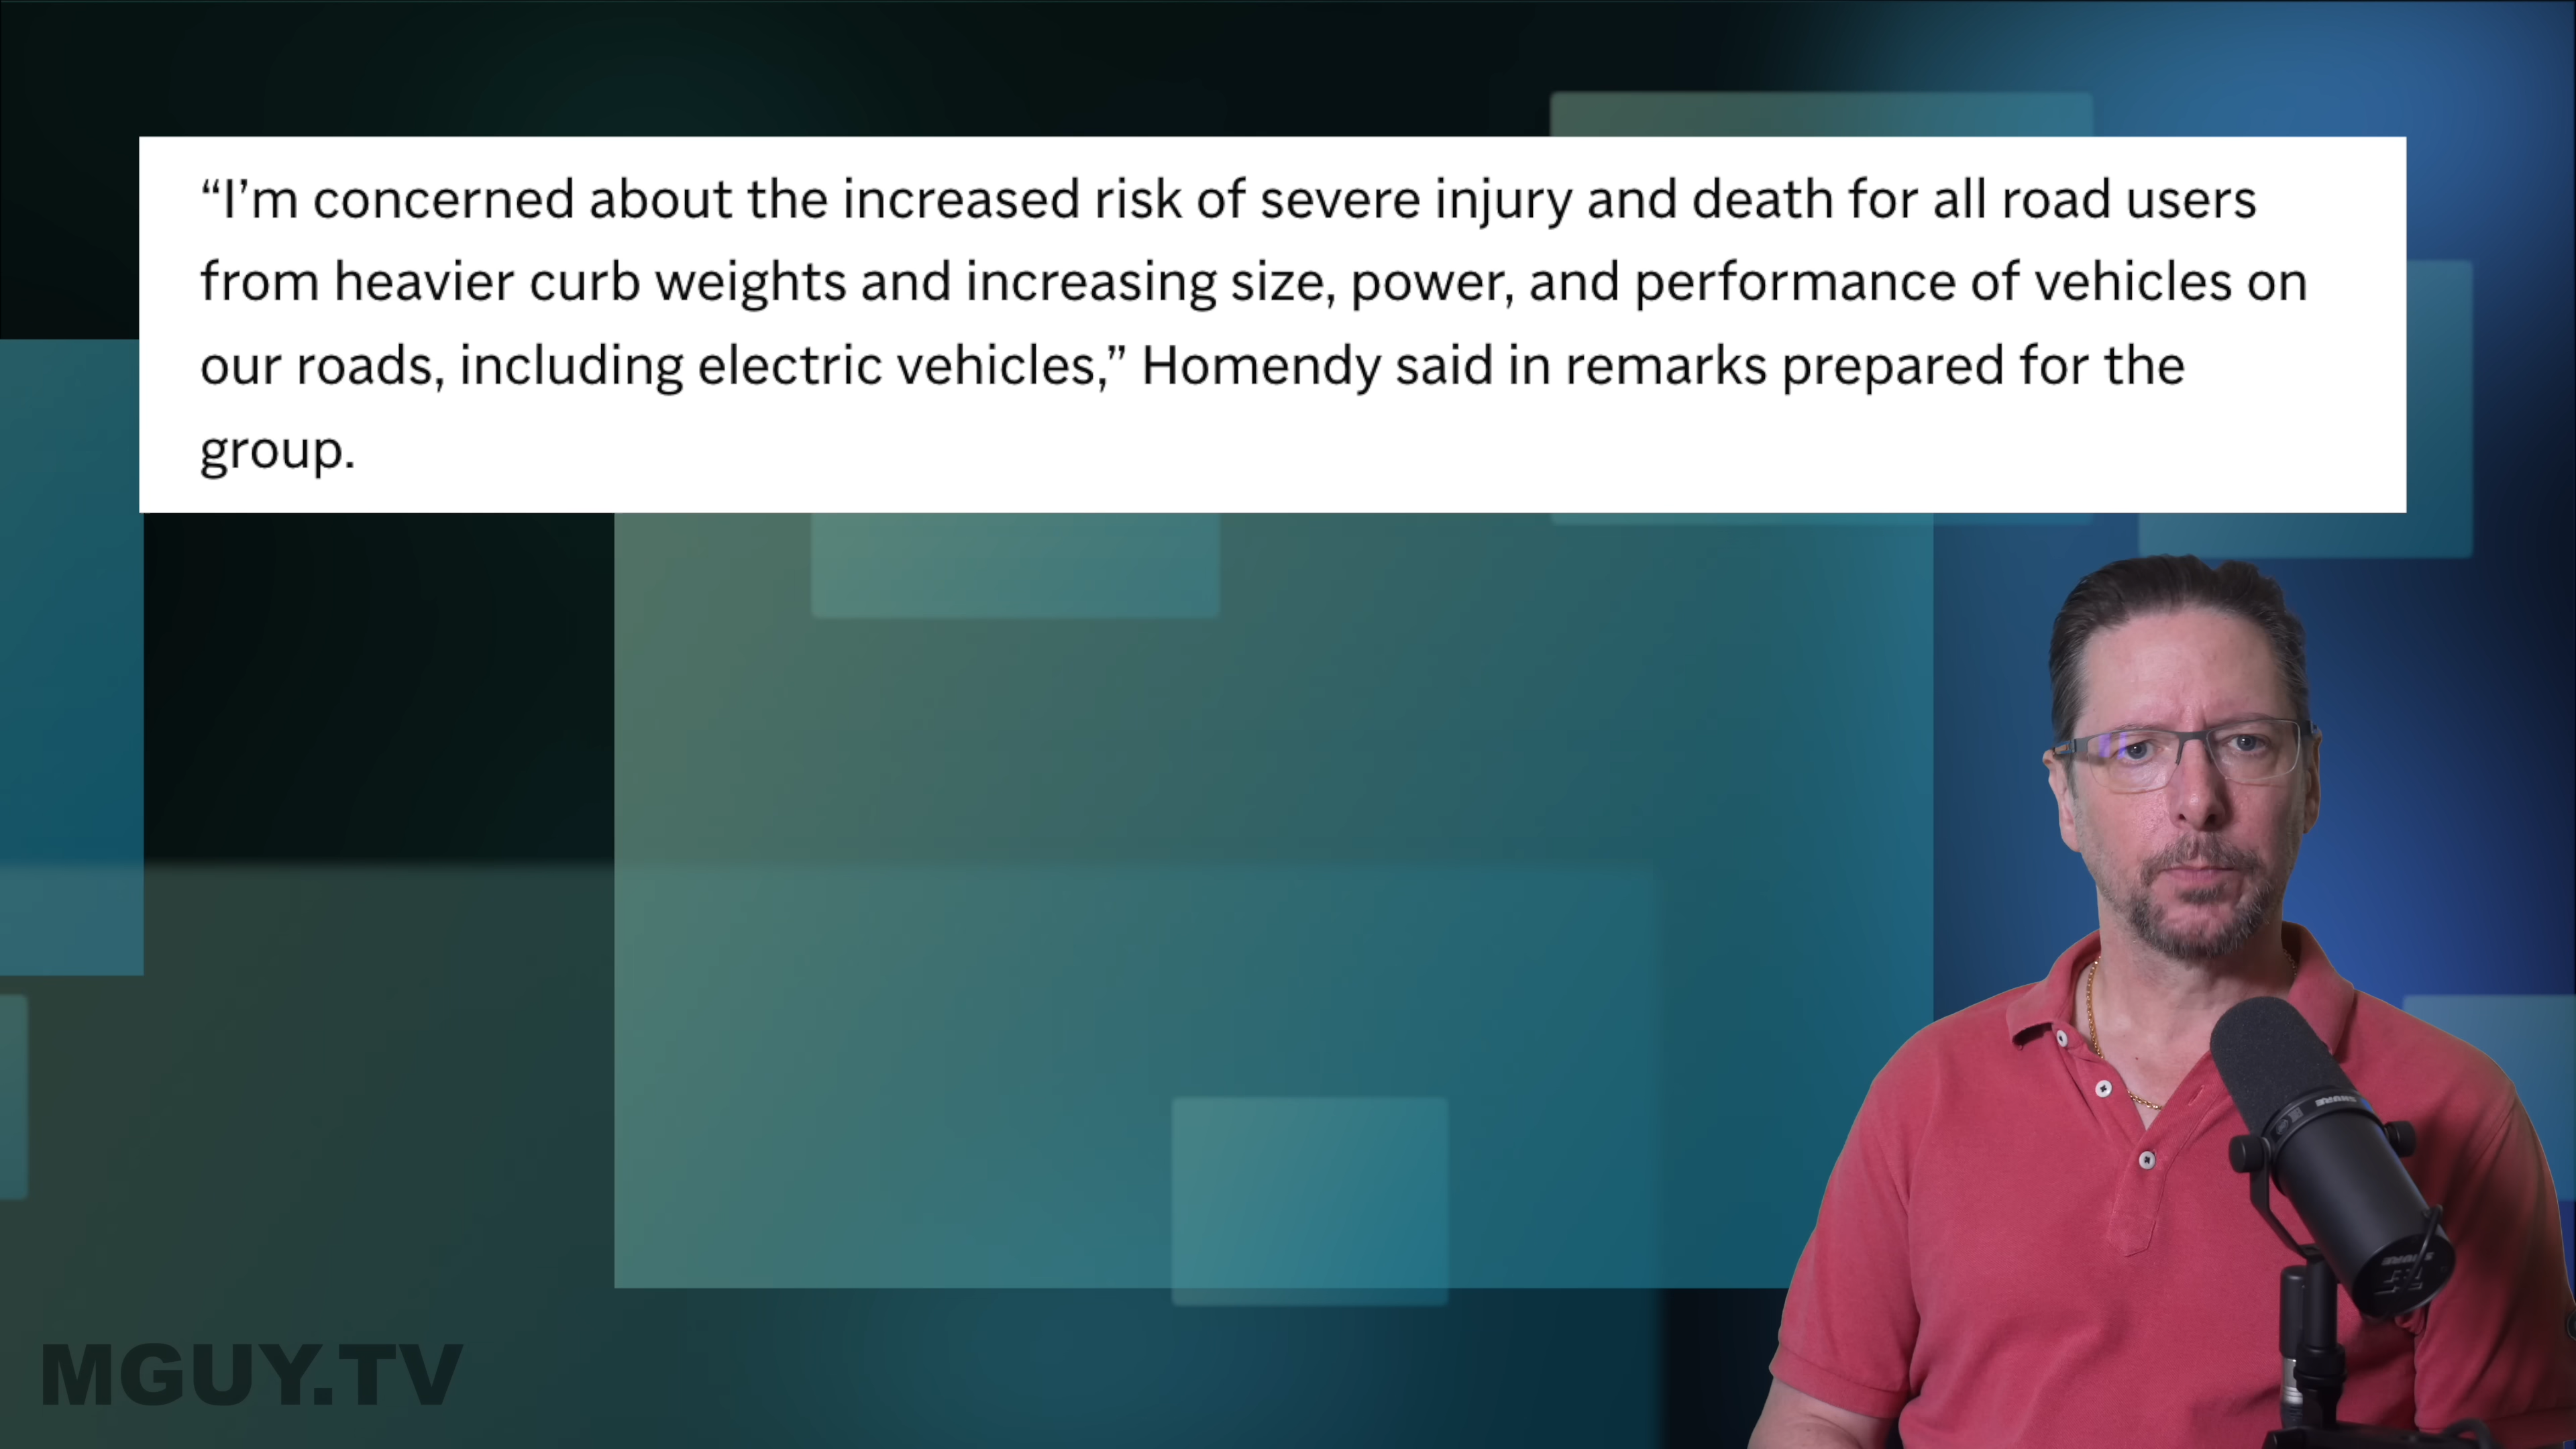 “I’m concerned about the increased risk of severe injury and death for all road users
from heavier curb weights and increasing size, power, and performance of vehicles on
our roads, including electric vehicles,” Homendy said in remarks prepared for the
group.
SHURE
MGUY.TV